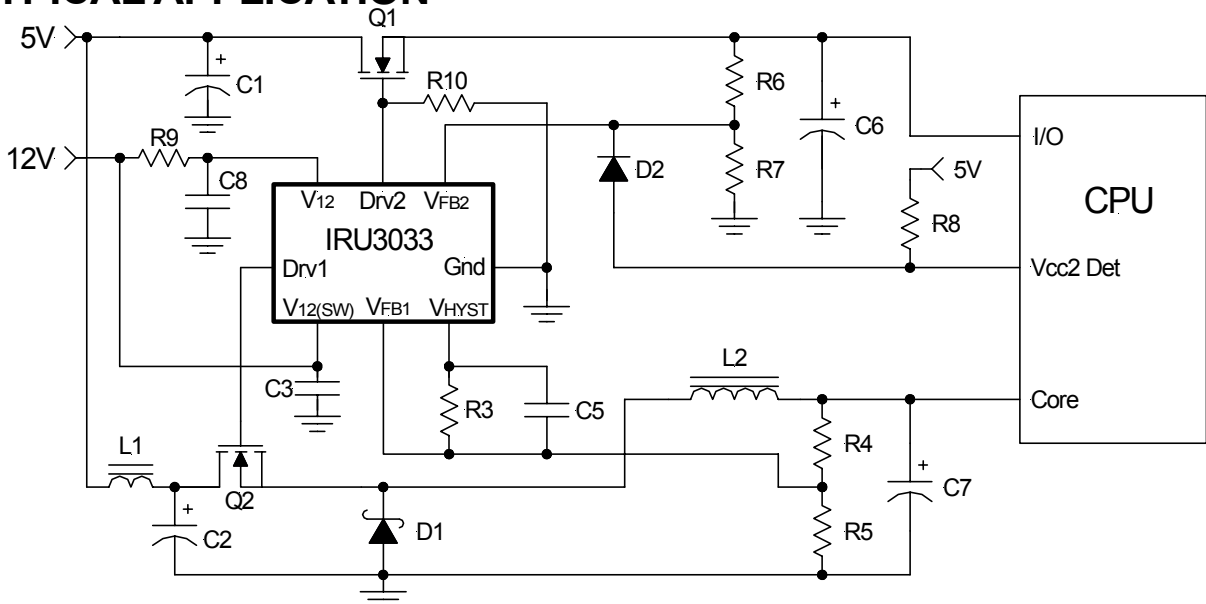 TYPICAL APPLICATION
5V
Q1
C1
R10
R6
C6
R9
12V
C8
D2
R7
I/O
5V
CPU
R8
V12 Drv2 VFB2
IRU3033
Drv1 Gnd
Vcc2 Det
V12(SW) VFB1 VHYST
L2
C3
R3
C5
Core
R4
L1
Q2
C7
C2
D1
R5
+
+
+
+